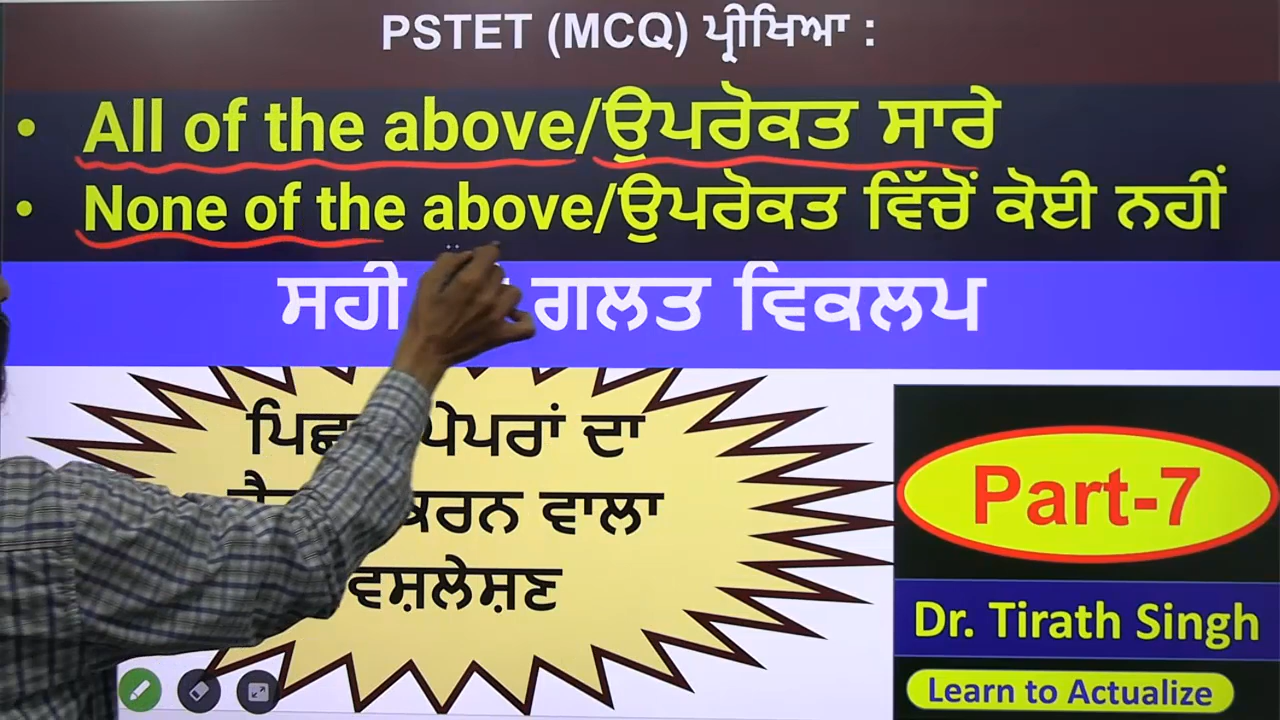 PSTET (MCQ) ਪ੍ਰੀਖਿਆ :
• All of the above/ਉਪਰੋਕਤ ਸਾਰੇ
• None of the above/ਉਪਰੋਕਤ ਵਿੱਚੋਂ ਕੋਈ ਨਹੀਂ
ਸਹੀ ਗਲਤ ਵਿਕਲਪ
ਪੇਪਰਾਂ ਦਾ
ਕਰਨ ਵਾਲਾ
ਵਸ਼ਲੇਸ਼ਣ
Part-7
Dr. Tirath Singh
Learn to Actualize